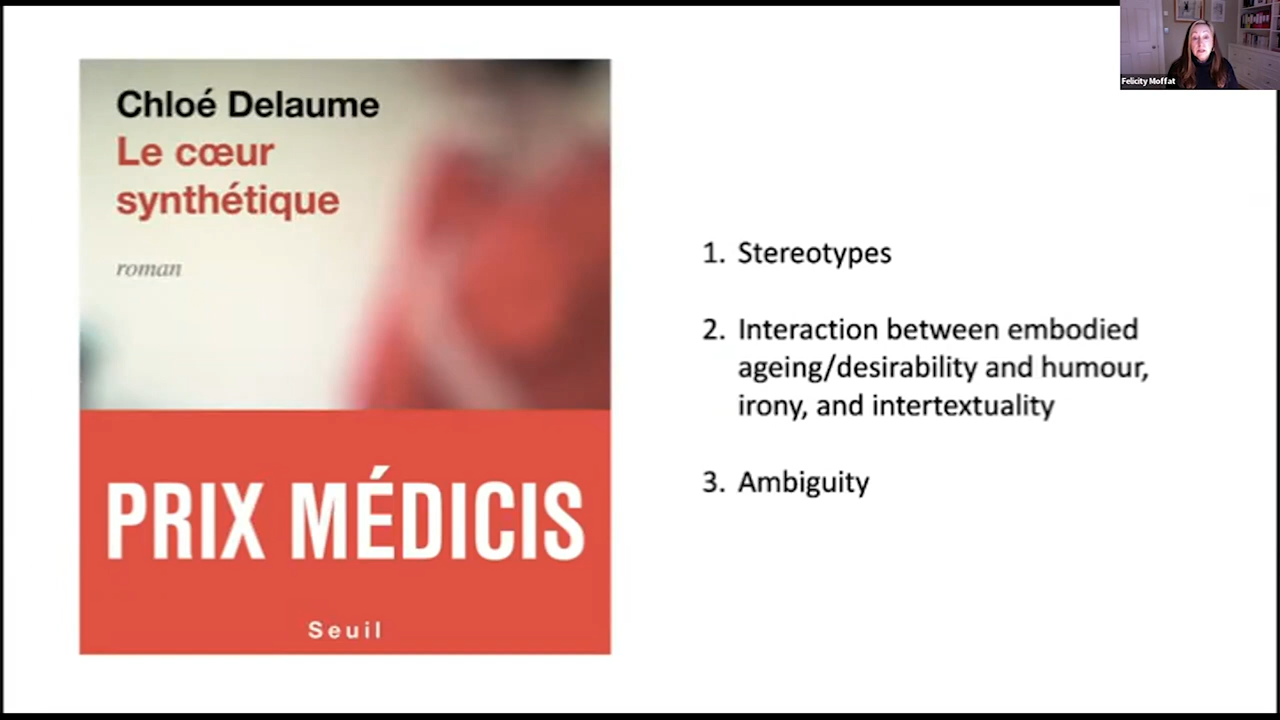 Chloé Delaume
Le cœur
synthétique
roman
PRIX MÉDICIS
Seuil
1. Stereotypes
2. Interaction between embodied
ageing/desirability and humour,
irony, and intertextuality
3. Ambiguity
Felicity Moffat